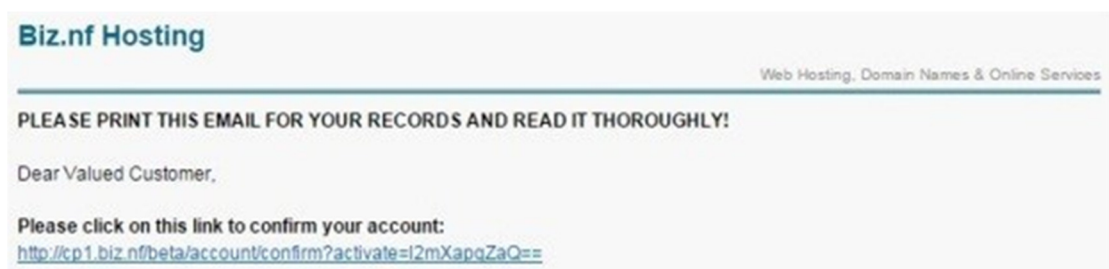 Biz.nf Hosting
Web Hosting, Domain Names & Online Services
PLEASE PRINT THIS EMAIL FOR YOUR RECORDS AND READ IT THOROUGHLY!
Dear Valued Customer,
Please click on this link to confirm your account:
http://cp1.biz.nf/beta/account/confirm?activate=I2mXapqZaQ==